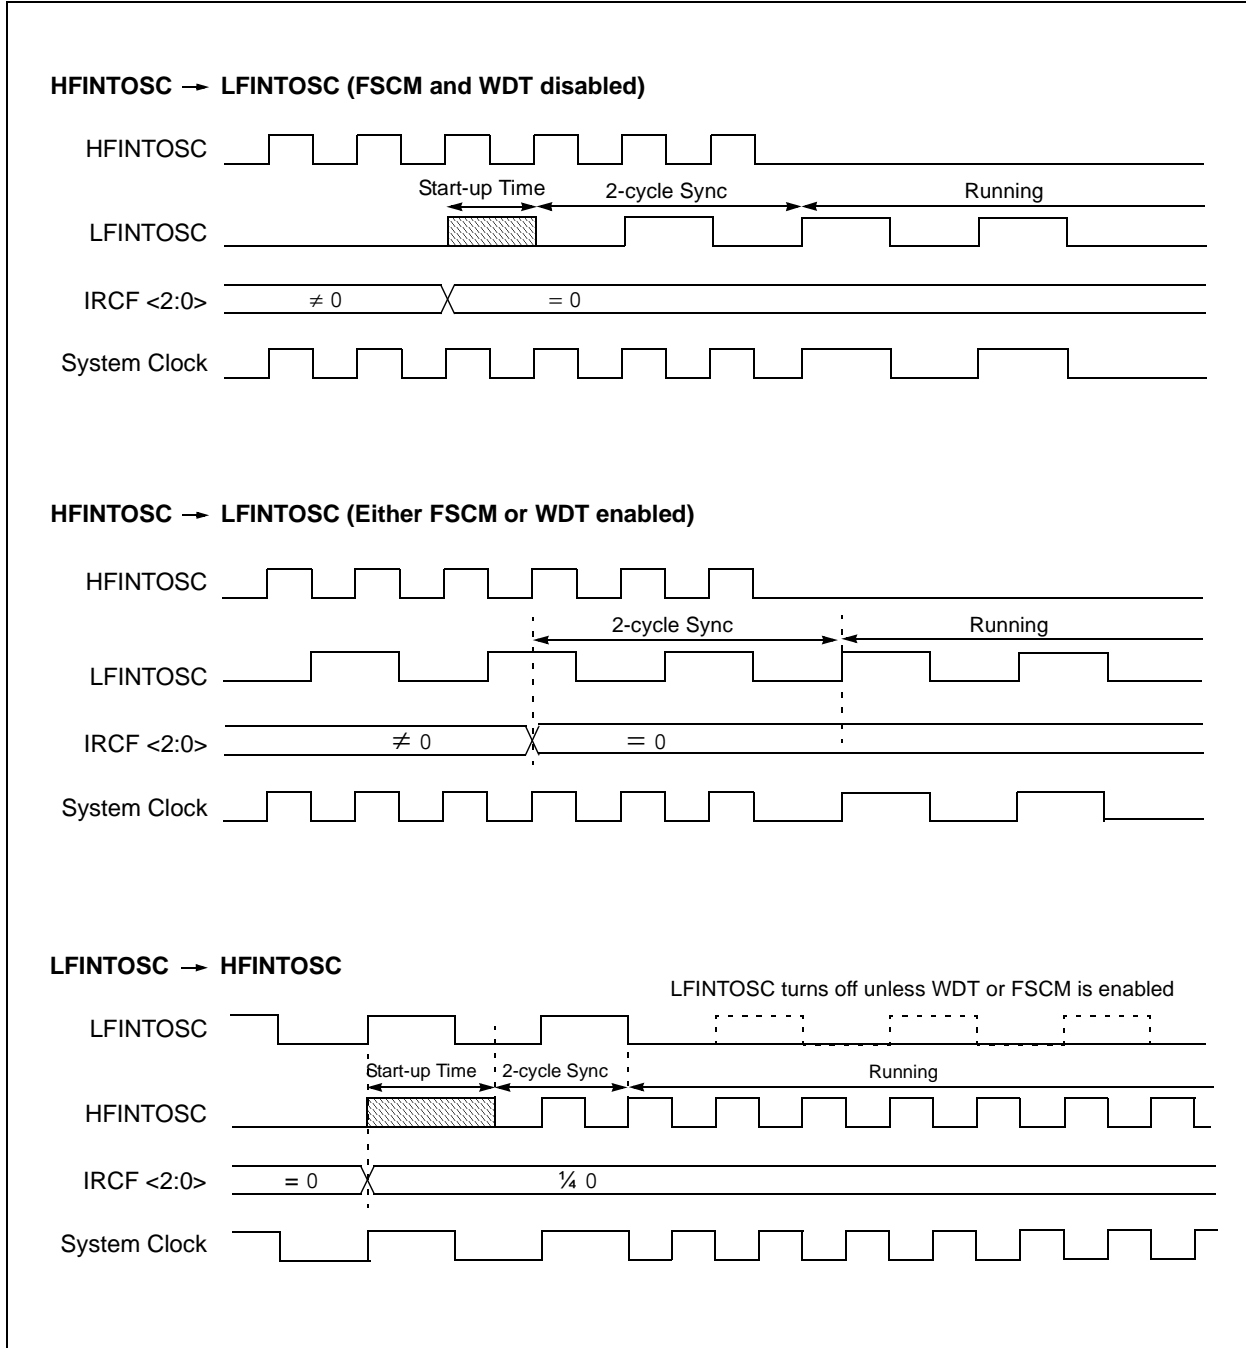 HFINTOSC → LFINTOSC (FSCM and WDT disabled)
HFINTOSC
Start-up Time 2-cycle Sync Running
LFINTOSC
IRCF <2:0> ≠ 0 = 0
System Clock
HFINTOSC → LFINTOSC (Either FSCM or WDT enabled)
HFINTOSC
2-cycle Sync Running
LFINTOSC
IRCF <2:0> ≠ 0 = 0
System Clock
LFINTOSC → HFINTOSC
LFINTOSC turns off unless WDT or FSCM is enabled
LFINTOSC
Start-up Time 2-cycle Sync Running
HFINTOSC
IRCF <2:0> = 0 ¼ 0
System Clock